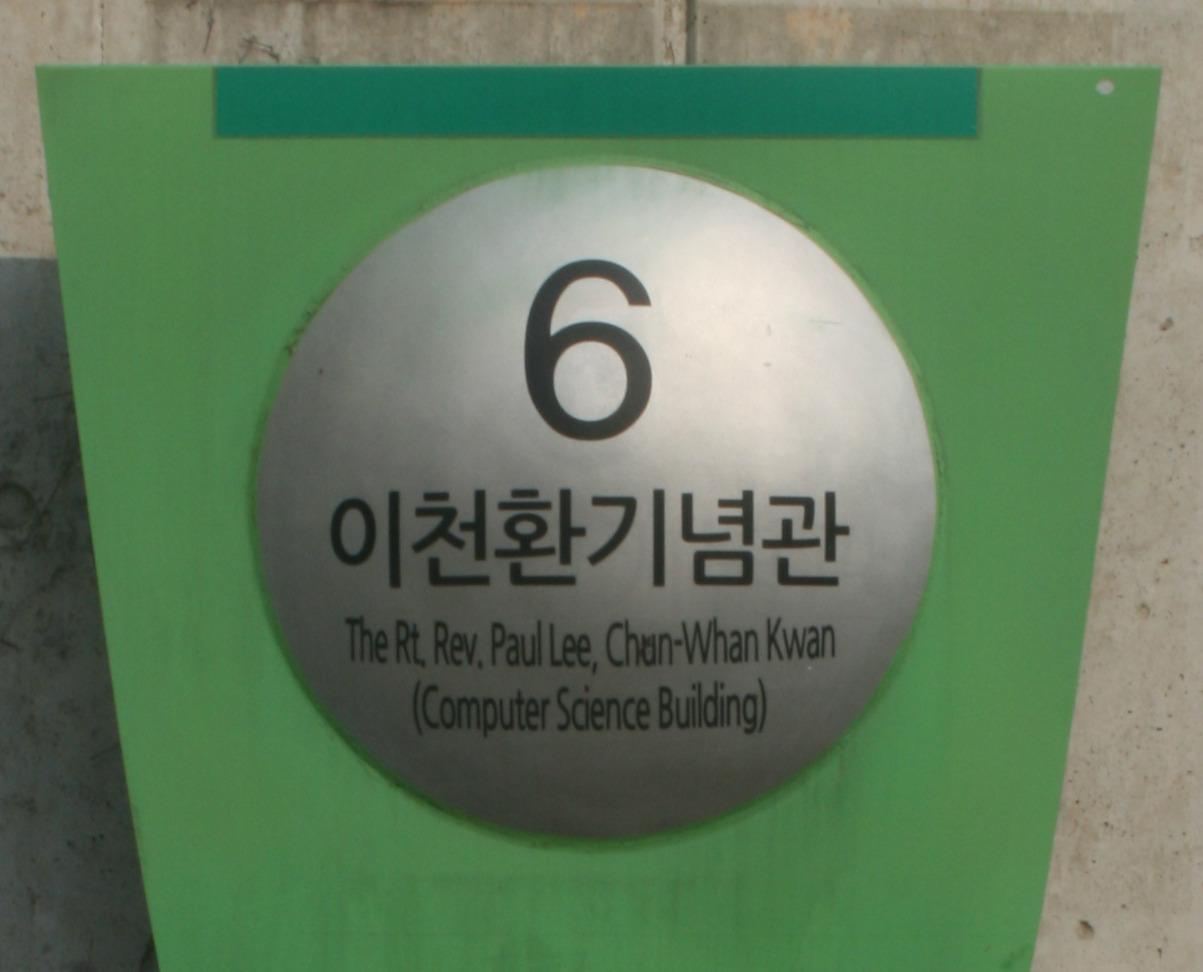 6
이천환기념관
The Rt. Rev. Paul Lee, Chun-Whan Kwan
(Computer Science Building)